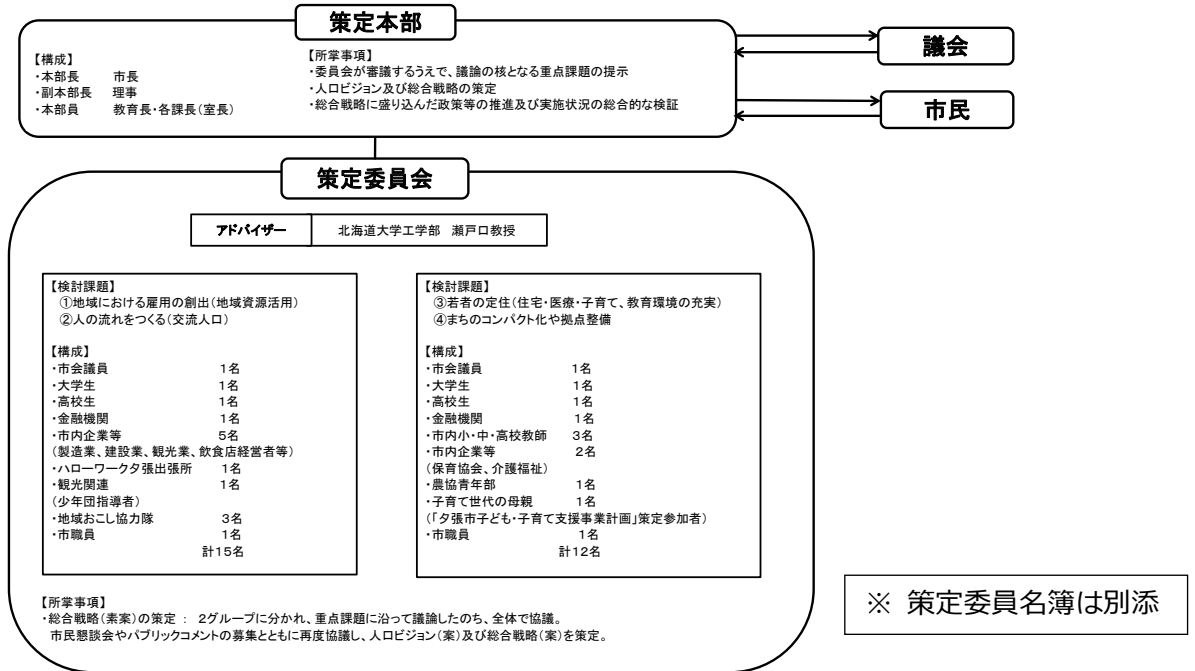 策定本部
【構成】
・本部長 市長
・副本部長 理事
・本部員 教育長・各課長(室長)
【所掌事項】
・委員会が審議するうえで、議論の核となる重点課題の提示
・人口ビジョン及び総合戦略の策定
・総合戦略に盛り込んだ政策等の推進及び実施状況の総合的な検証
議会
市民
策定委員会
アドバイザー 北海道大学工学部 瀬戸口教授
【検討課題】
①地域における雇用の創出(地域資源活用)
②人の流れをつくる(交流人口)
【構成】
・市会議員 1名
・大学生 1名
・高校生 1名
・金融機関 1名
・市内企業等 5名
(製造業、建設業、観光業、飲食店経営者等)
・ハローワーク夕張出張所 1名
・観光関連 1名
(少年団指導者)
・地域おこし協力隊 3名
・市職員 1名
計15名
【検討課題】
③若者の定住(住宅・医療・子育て、教育環境の充実)
④まちのコンパクト化や拠点整備
【構成】
・市会議員 1名
・大学生 1名
・高校生 1名
・金融機関 1名
・市内小・中・高校教師 3名
・市内企業等 2名
(保育協会、介護福祉)
・農協青年部 1名
・子育て世代の母親 1名
(「夕張市子ども・子育て支援事業計画」策定参加者)
・市職員 1名
計12名
【所掌事項】
・総合戦略(素案)の策定 : 2グループに分かれ、重点課題に沿って議論したのち、全体で協議。
市民懇談会やパブリックコメントの募集とともに再度協議し、人口ビジョン(案)及び総合戦略(案)を策定。
※ 策定委員名簿は別添